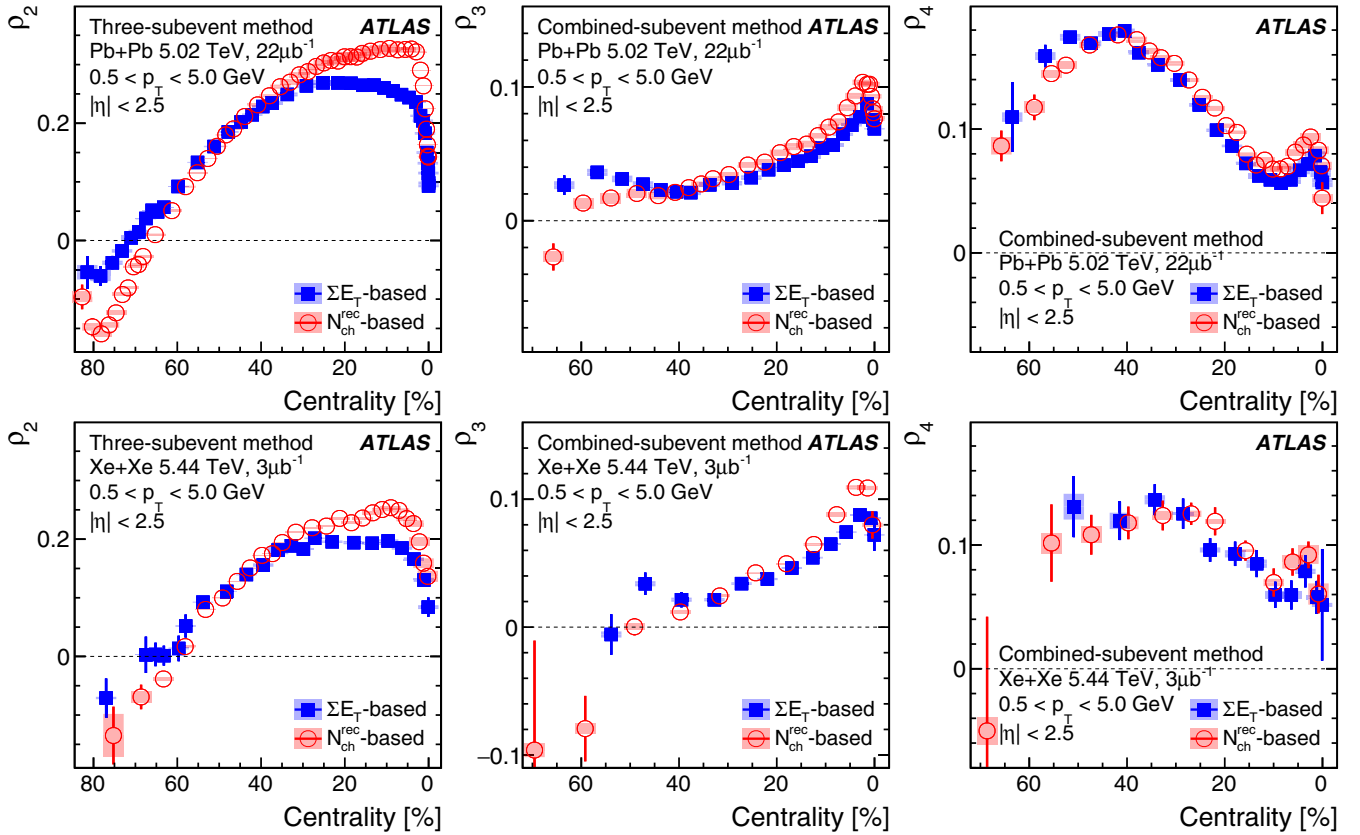 ρ2
Three-subevent method ATLAS
Pb+Pb 5.02 TeV, 22μb-1
0.5 < pT < 5.0 GeV
|η| < 2.5
0.2
0
ΣET-based
Nchrec-based
80 60 40 20 0
Centrality [%]
ρ3
Combined-subevent method ATLAS
Pb+Pb 5.02 TeV, 22μb-1
0.5 < pT < 5.0 GeV
|η| < 2.5
0.1
0
ΣET-based
Nchrec-based
60 40 20 0
Centrality [%]
ρ4
ATLAS
0.1
0
Combined-subevent method
Pb+Pb 5.02 TeV, 22μb-1
0.5 < pT < 5.0 GeV
|η| < 2.5
ΣET-based
Nchrec-based
60 40 20 0
Centrality [%]
ρ2
Three-subevent method ATLAS
Xe+Xe 5.44 TeV, 3μb-1
0.5 < pT < 5.0 GeV
|η| < 2.5
0.2
0
ΣET-based
Nchrec-based
80 60 40 20 0
Centrality [%]
ρ3
Combined-subevent method ATLAS
Xe+Xe 5.44 TeV, 3μb-1
0.5 < pT < 5.0 GeV
|η| < 2.5
0.1
0
−0.1
ΣET-based
Nchrec-based
60 40 20 0
Centrality [%]
ρ4
ATLAS
0.1
0
Combined-subevent method
Xe+Xe 5.44 TeV, 3μb-1
0.5 < pT < 5.0 GeV
|η| < 2.5
ΣET-based
Nchrec-based
60 40 20 0
Centrality [%]